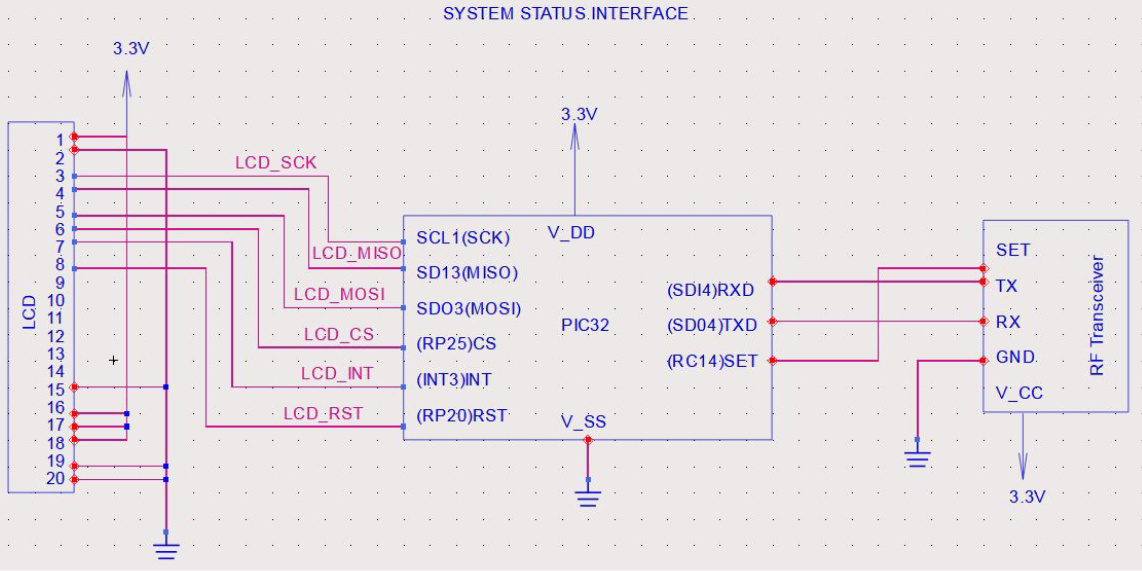 SYSTEM STATUS INTERFACE
3.3V
LCD
1
2
3
4
5
6
7
8
9
10
11
12
13
14
15
16
17
18
19
20
LCD_SCK
LCD_MISO
LCD_MOSI
LCD_CS
LCD_INT
LCD_RST
3.3V
V_DD
SCL1(SCK)
SD13(MISO)
SDO3(MOSI)
(RP25)CS
(INT3)INT
(RP20)RST
PIC32
V_SS
(SDI4)RXD
(SD04)TXD
(RC14)SET
SET
TX
RX
GND
V_CC
RF Transceiver
3.3V